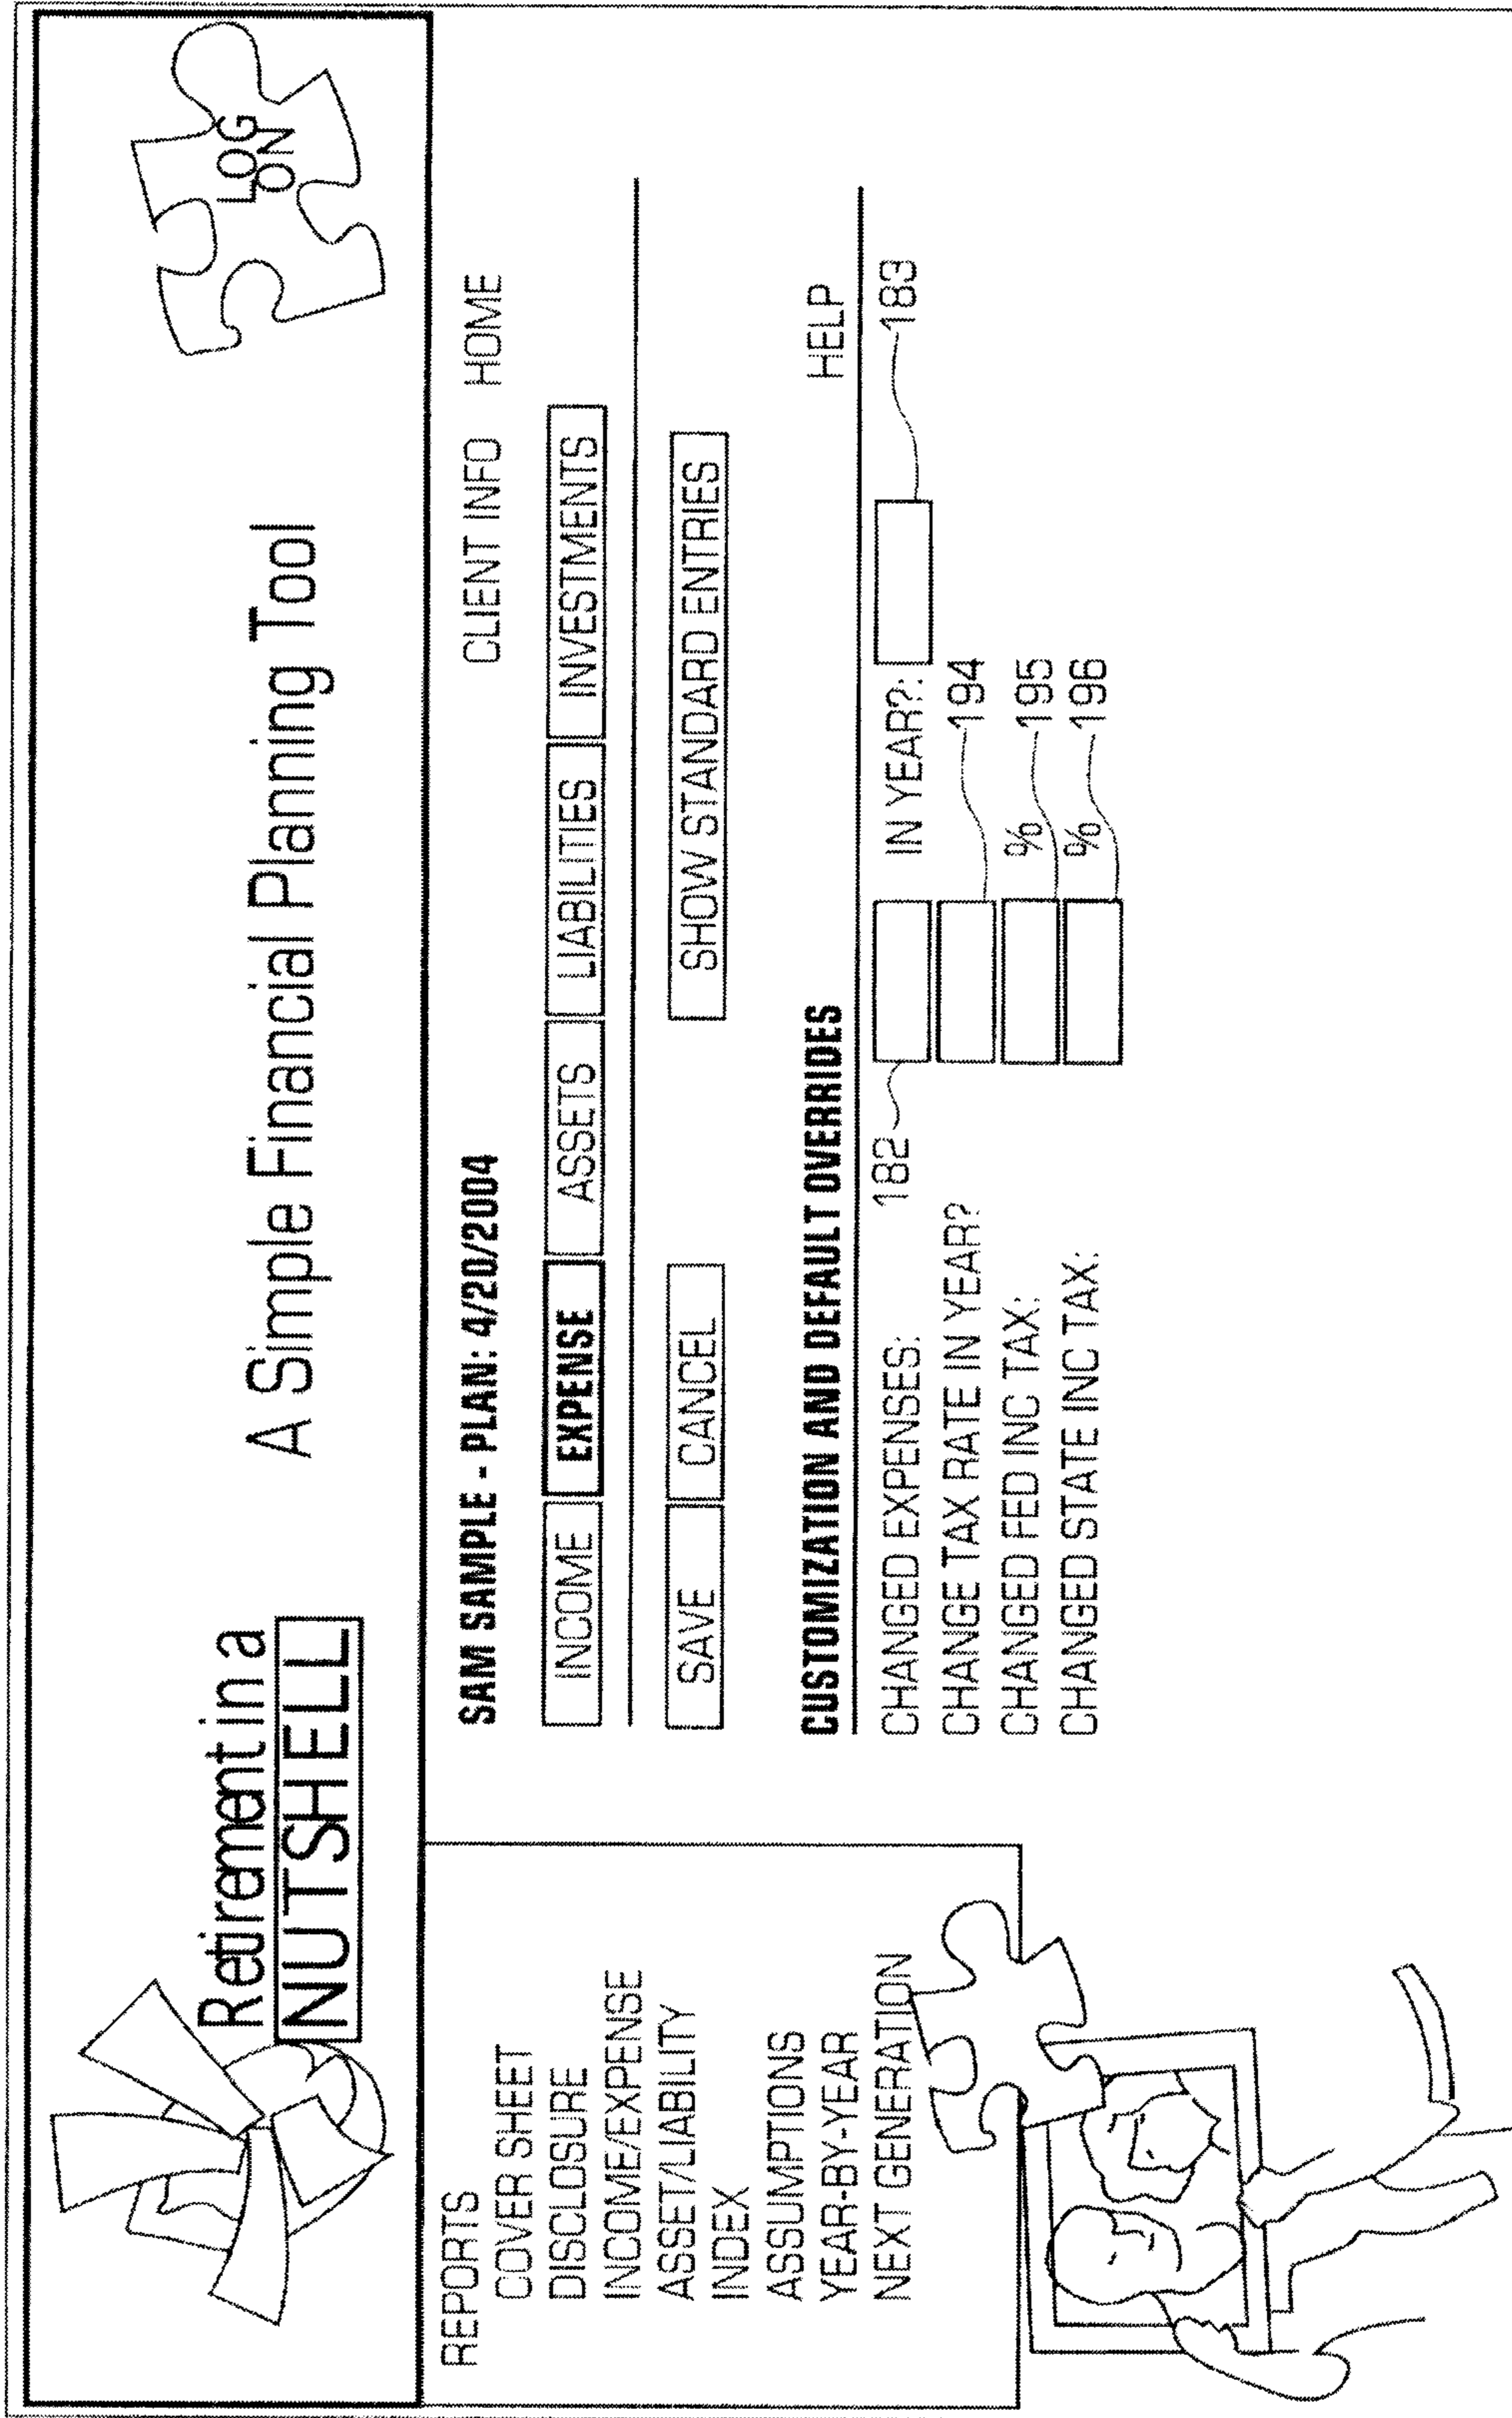 Retirement in a
NUTSHELL
A Simple Financial Planning Tool
LOG
ON
REPORTS
COVER SHEET
DISCLOSURE
INCOME/EXPENSE
ASSET/LIABILITY
INDEX
ASSUMPTIONS
YEAR-BY-YEAR
NEXT GENERATION
SAM SAMPLE - PLAN: 4/20/2004 CLIENT INFO HOME
INCOME EXPENSE ASSETS LIABILITIES INVESTMENTS
SAVE CANCEL SHOW STANDARD ENTRIES
CUSTOMIZATION AND DEFAULT OVERRIDES HELP
CHANGED EXPENSES: 182 IN YEAR?: 183
CHANGE TAX RATE IN YEAR? 194
CHANGED FED INC TAX: % 195
CHANGED STATE INC TAX: % 196